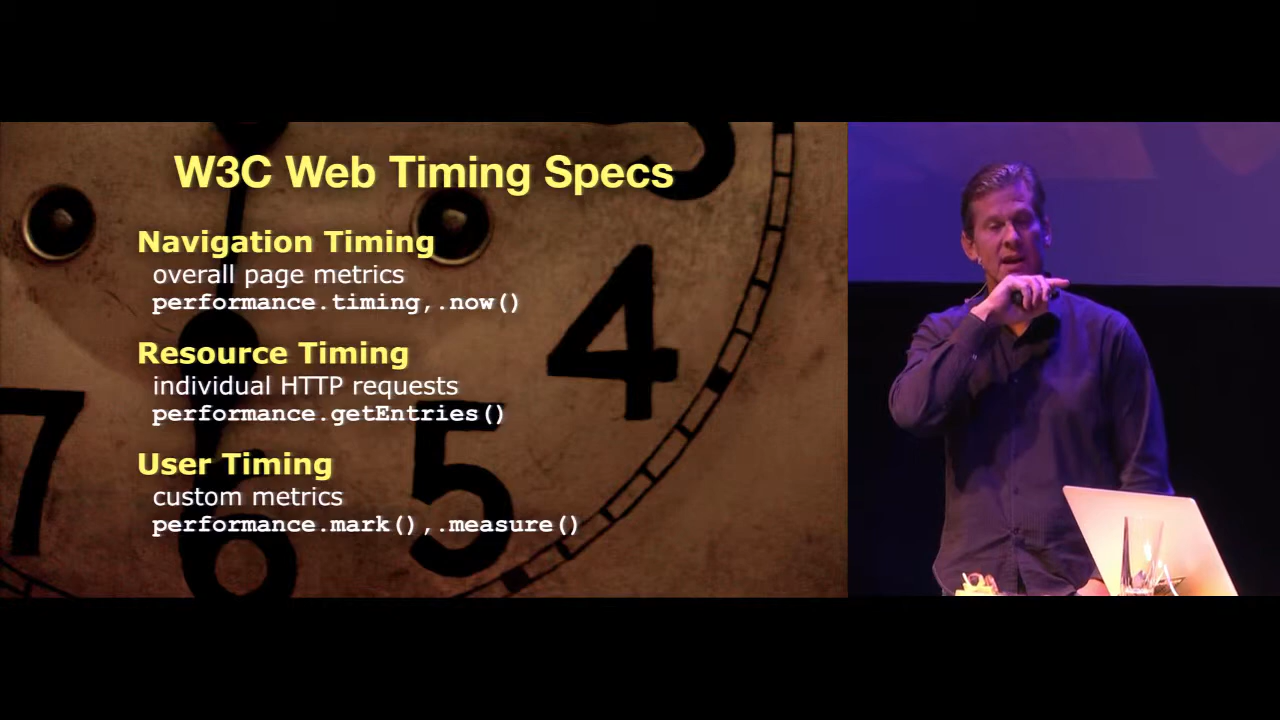 W3C Web Timing Specs
Navigation Timing
overall page metrics
performance.timing,.now()
Resource Timing
individual HTTP requests
performance.getEntries()
User Timing
custom metrics
performance.mark(),.measure()